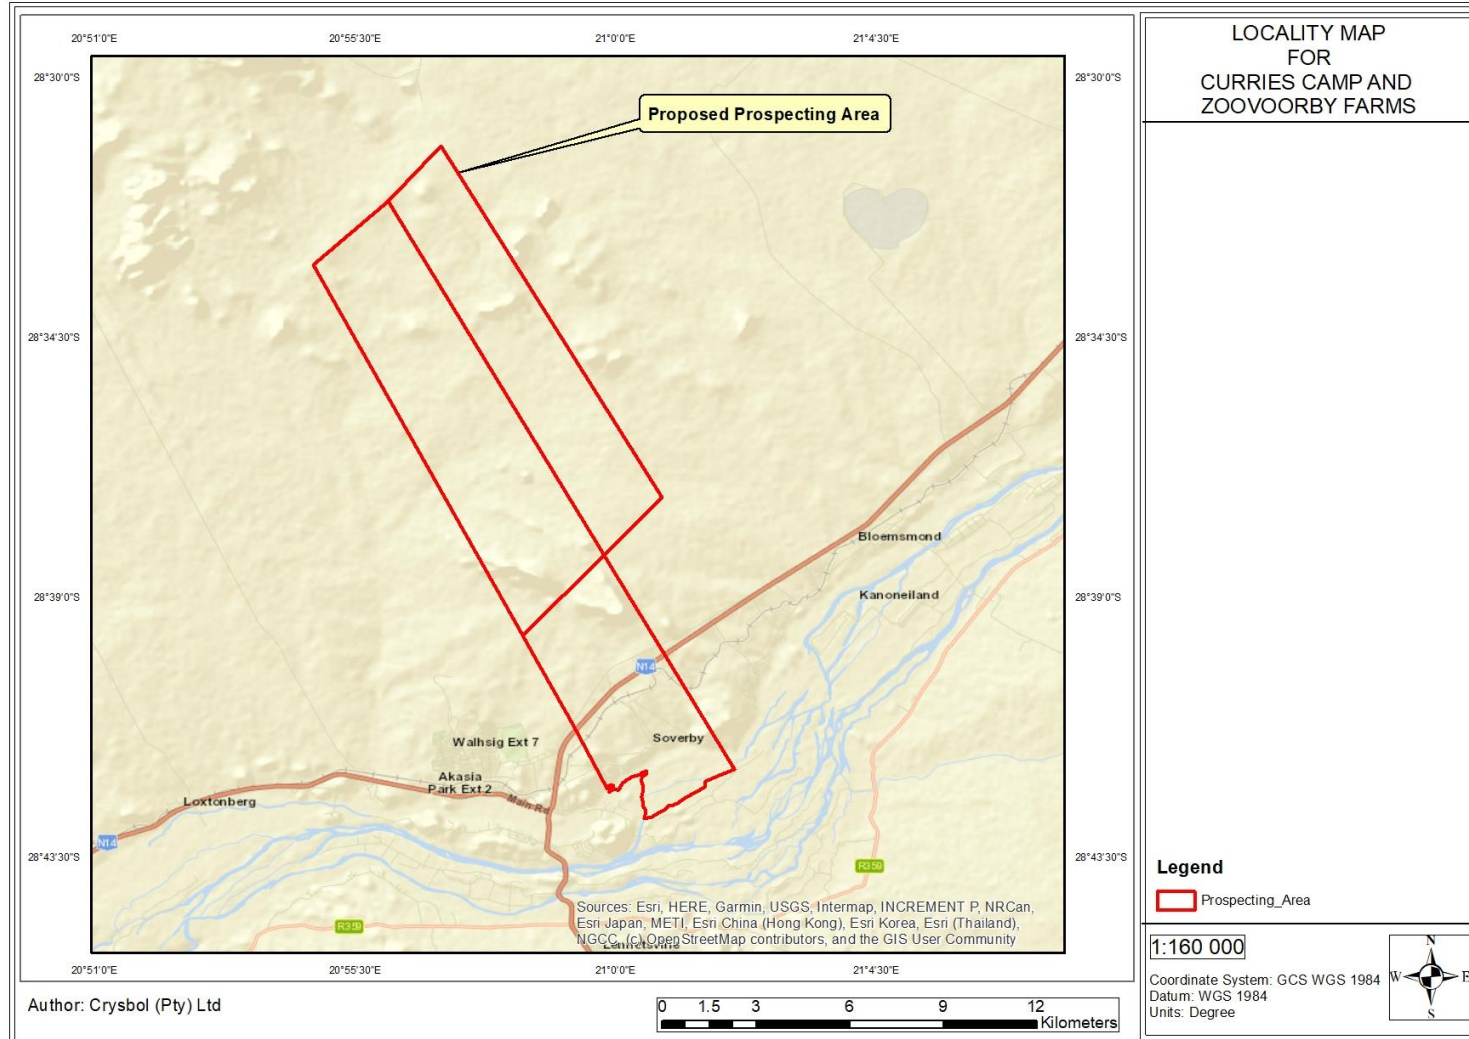 LOCALITY MAP
FOR
CURRIES CAMP AND
ZOOVOORBY FARMS
20°51'0"E
20°55'30"E
21°0'0"E
21°4'30"E
28°30'0"S
28°30'0"S
Proposed Prospecting Area
28°34'30"S
28°34'30"S
Bloemsmond
28°39'0"S
Kanoneiland
28°39'0"S
N14
Soverby
Walhsig Ext 7
Akasia
Park Ext 2
Main Rd
Loxtonberg
N14
28°43'30"S
28°43'30"S
R359
R359
Sources: Esri, HERE, Garmin, USGS, Intermap, INCREMENT P, NRCan,
Esri Japan, METI, Esri China (Hong Kong), Esri Korea, Esri (Thailand),
NGCC, (c) OpenStreetMap contributors, and the GIS User Community
20°51'0"E
20°55'30"E
21°0'0"E
21°4'30"E
Legend
Prospecting_Area
1:160 000
Coordinate System: GCS WGS 1984
Datum: WGS 1984
Units: Degree
N
W
E
S
Author: Crysbol (Pty) Ltd
0 1.5 3 6 9 12
Kilometers